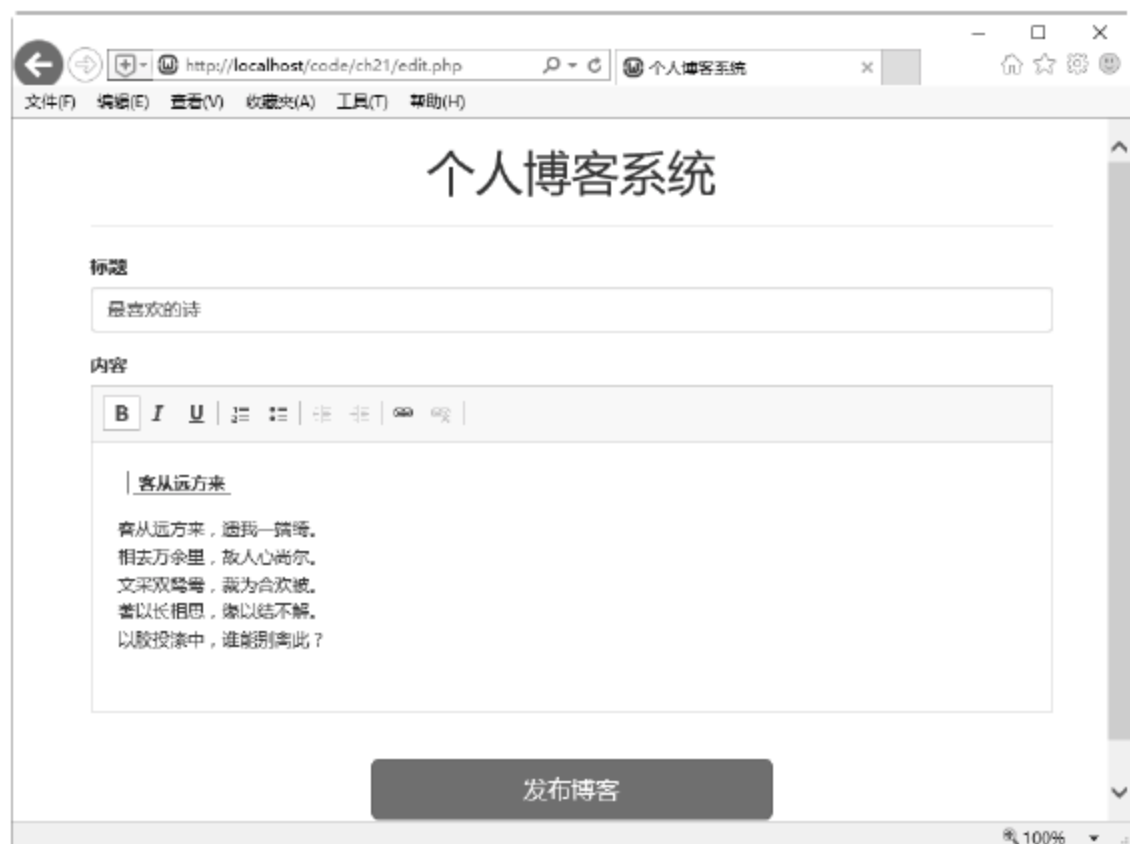 http://localhost/code/ch21/edit.php
个人博客系统
文件(F) 编辑(E) 查看(V) 收藏夹(A) 工具(T) 帮助(H)
个人博客系统
标题
最喜欢的诗
内容
B I U
客从远方来
客从远方来，遗我一端绮。
相去万余里，故人心尚尔。
文采双鸳鸯，裁为合欢被。
著以长相思，缘以结不解。
以胶投漆中，谁能别离此？
发布博客
100%